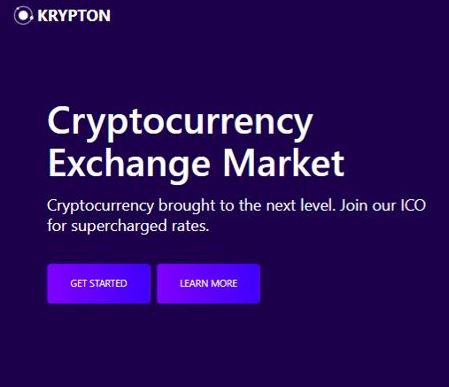 KRYPTON
Cryptocurrency
Exchange Market
Cryptocurrency brought to the next level. Join our ICO
for supercharged rates.
GET STARTED
LEARN MORE